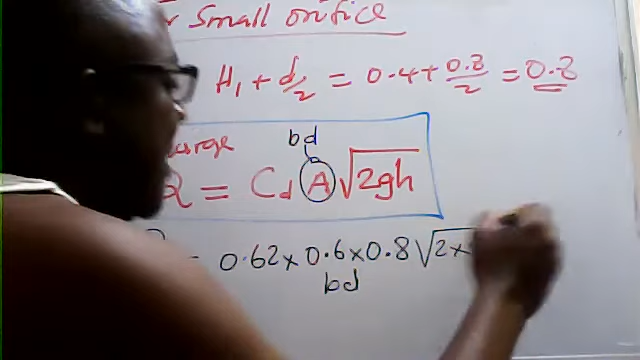 Small orifice
H₁ + d/2 = 0.4 + 0.8/2 = 0.8
bd
= Cd A √2gh
= 0.62 x 0.6 x 0.8 √2x
bd